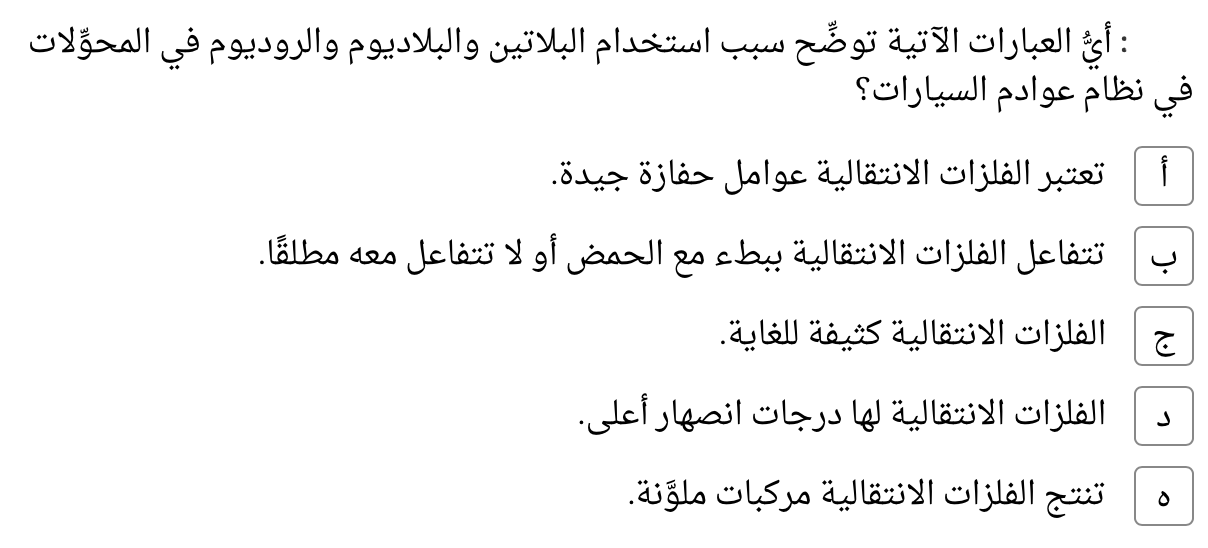 : أيُّ العبارات الآتية توضِّح سبب استخدام البلاتين والبلاديوم والروديوم في المحوِّلات
في نظام عوادم السيارات؟
أ تعتبر الفلزات الانتقالية عوامل حفازة جيدة.
ب تتفاعل الفلزات الانتقالية ببطء مع الحمض أو لا تتفاعل معه مطلقًا.
ج الفلزات الانتقالية كثيفة للغاية.
د الفلزات الانتقالية لها درجات انصهار أعلى.
ه تنتج الفلزات الانتقالية مركبات ملوَّنة.